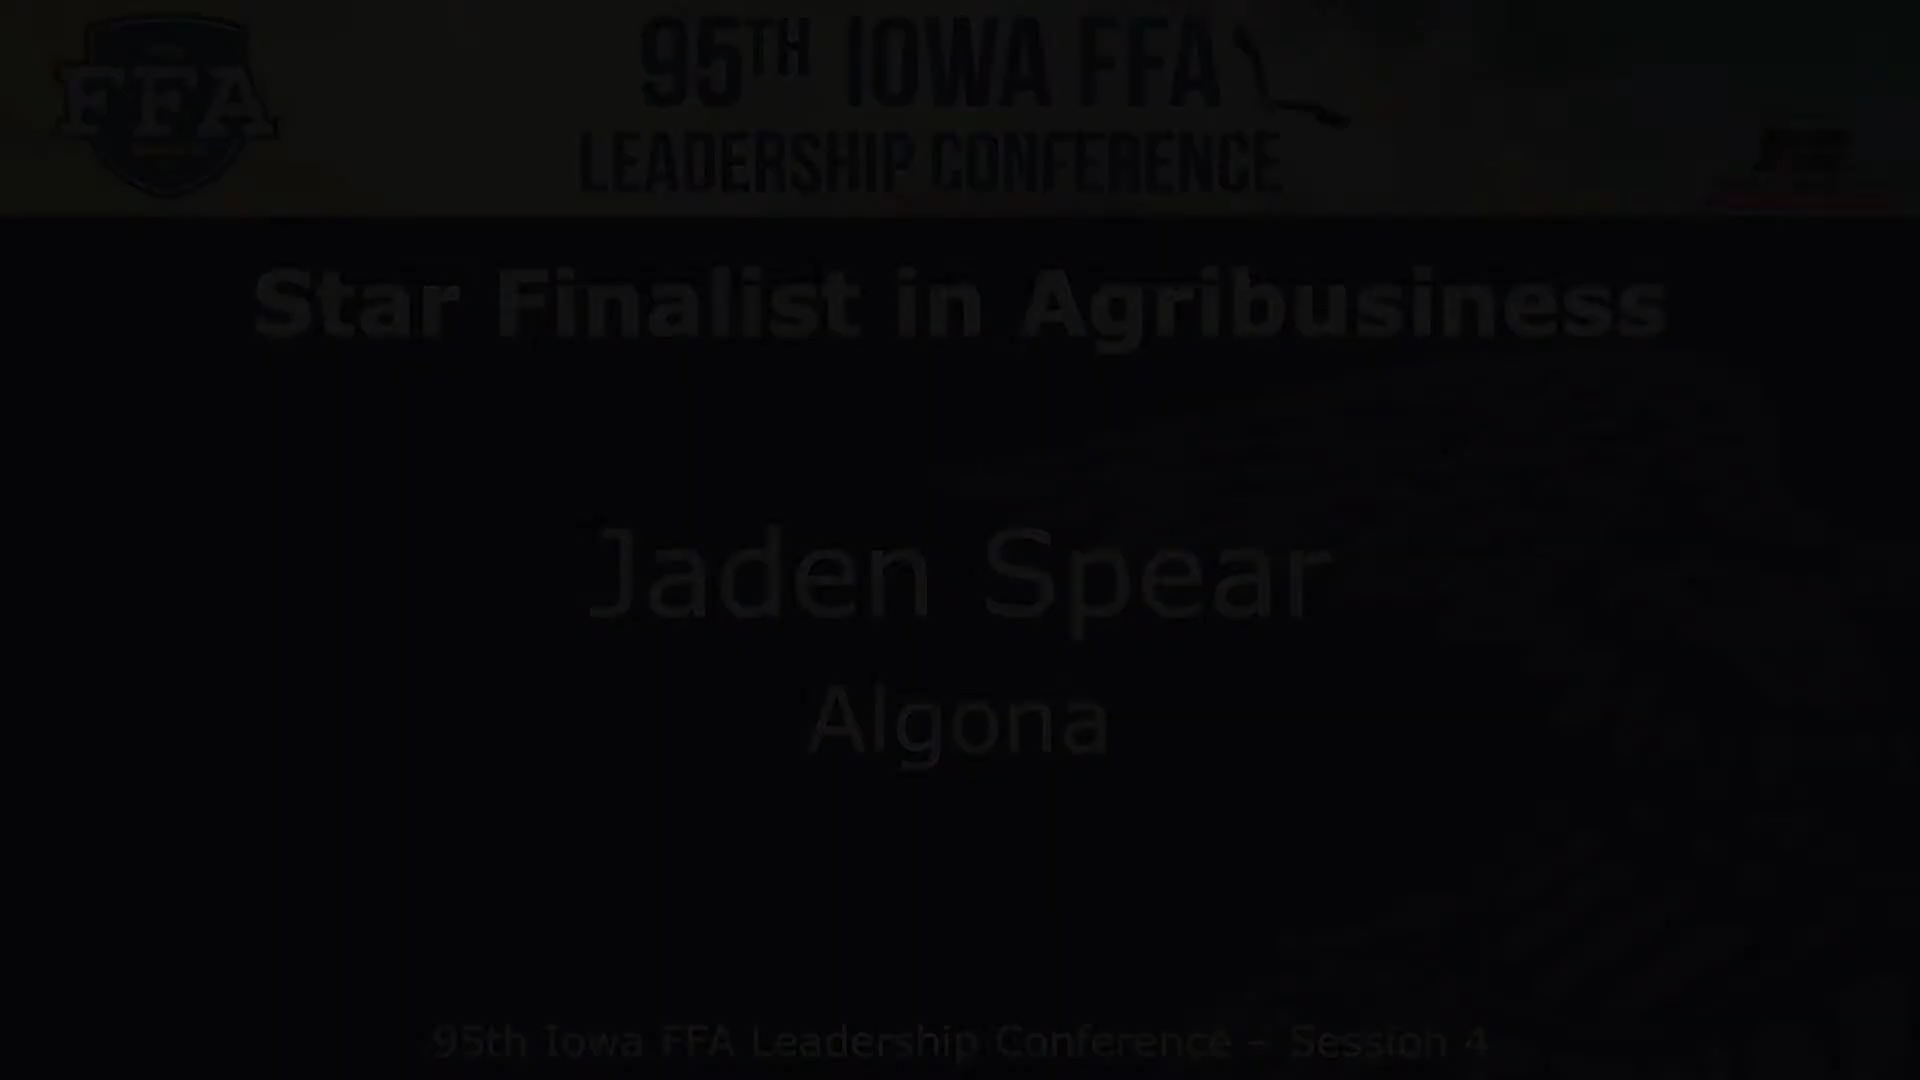 FFA
95TH IOWA FFA
LEADERSHIP CONFERENCE
Star Finalist in Agribusiness
Jaden Spear
Algona
95th Iowa FFA Leadership Conference – Session 4